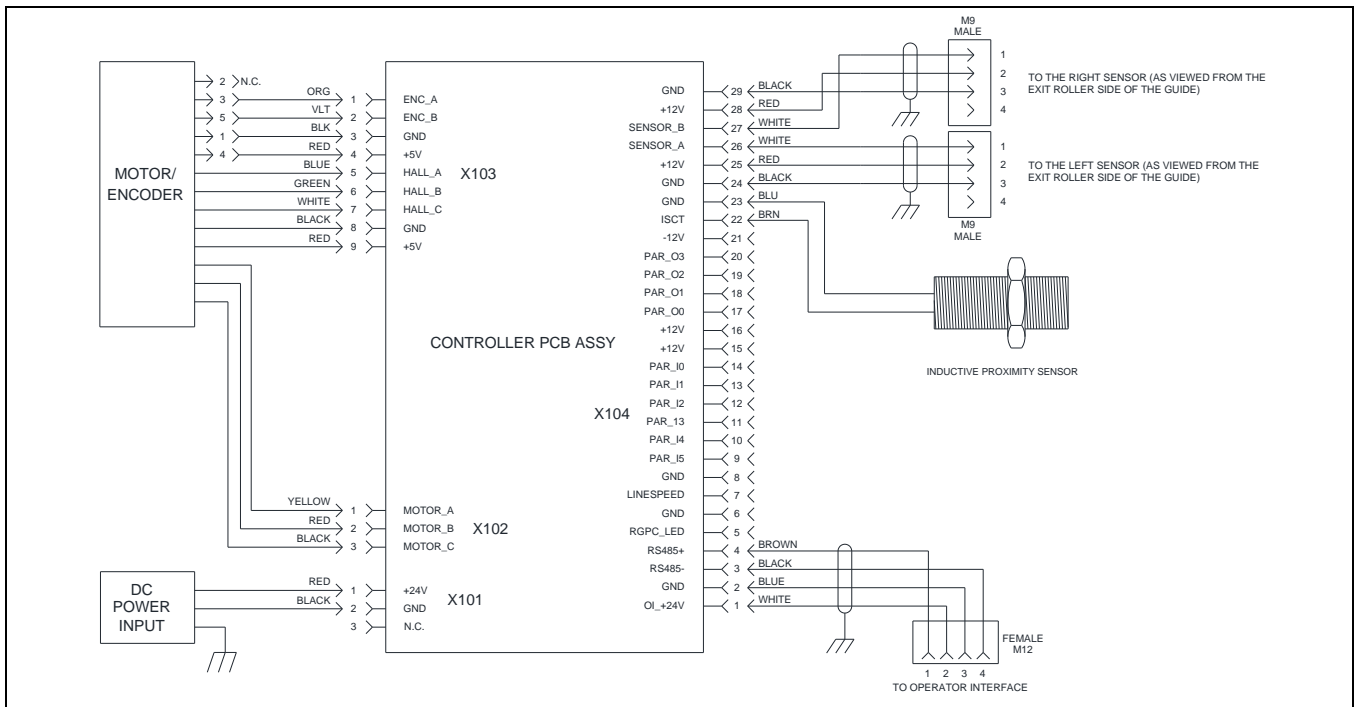 M9
MALE
1
2
3
4
TO THE RIGHT SENSOR (AS VIEWED FROM THE
EXIT ROLLER SIDE OF THE GUIDE)
1
2
3
4
M9
MALE
TO THE LEFT SENSOR (AS VIEWED FROM THE
EXIT ROLLER SIDE OF THE GUIDE)
MOTOR/
ENCODER
2 N.C.
3 ORG 1 ENC_A
5 VLT 2 ENC_B
1 BLK 3 GND
4 RED 4 +5V
BLUE 5 HALL_A
GREEN 6 HALL_B
WHITE 7 HALL_C
BLACK 8 GND
RED 9 +5V
X103
CONTROLLER PCB ASSY
YELLOW 1 MOTOR_A
RED 2 MOTOR_B
BLACK 3 MOTOR_C
X102
DC
POWER
INPUT
RED 1 +24V
BLACK 2 GND
3 N.C.
X101
X104
GND 29 BLACK
+12V 28 RED
SENSOR_B 27 WHITE
SENSOR_A 26 WHITE
+12V 25 RED
GND 24 BLACK
GND 23 BLU
ISCT 22 BRN
-12V 21
PAR_O3 20
PAR_O2 19
PAR_O1 18
PAR_O0 17
+12V 16
+12V 15
PAR_I0 14
PAR_I1 13
PAR_I2 12
PAR_13 11
PAR_I4 10
PAR_I5 9
GND 8
LINESPEED 7
GND 6
RGPC_LED 5
RS485+ 4 BROWN
RS485- 3 BLACK
GND 2 BLUE
OI_+24V 1 WHITE
INDUCTIVE PROXIMITY SENSOR
FEMALE
M12
1 2 3 4
TO OPERATOR INTERFACE